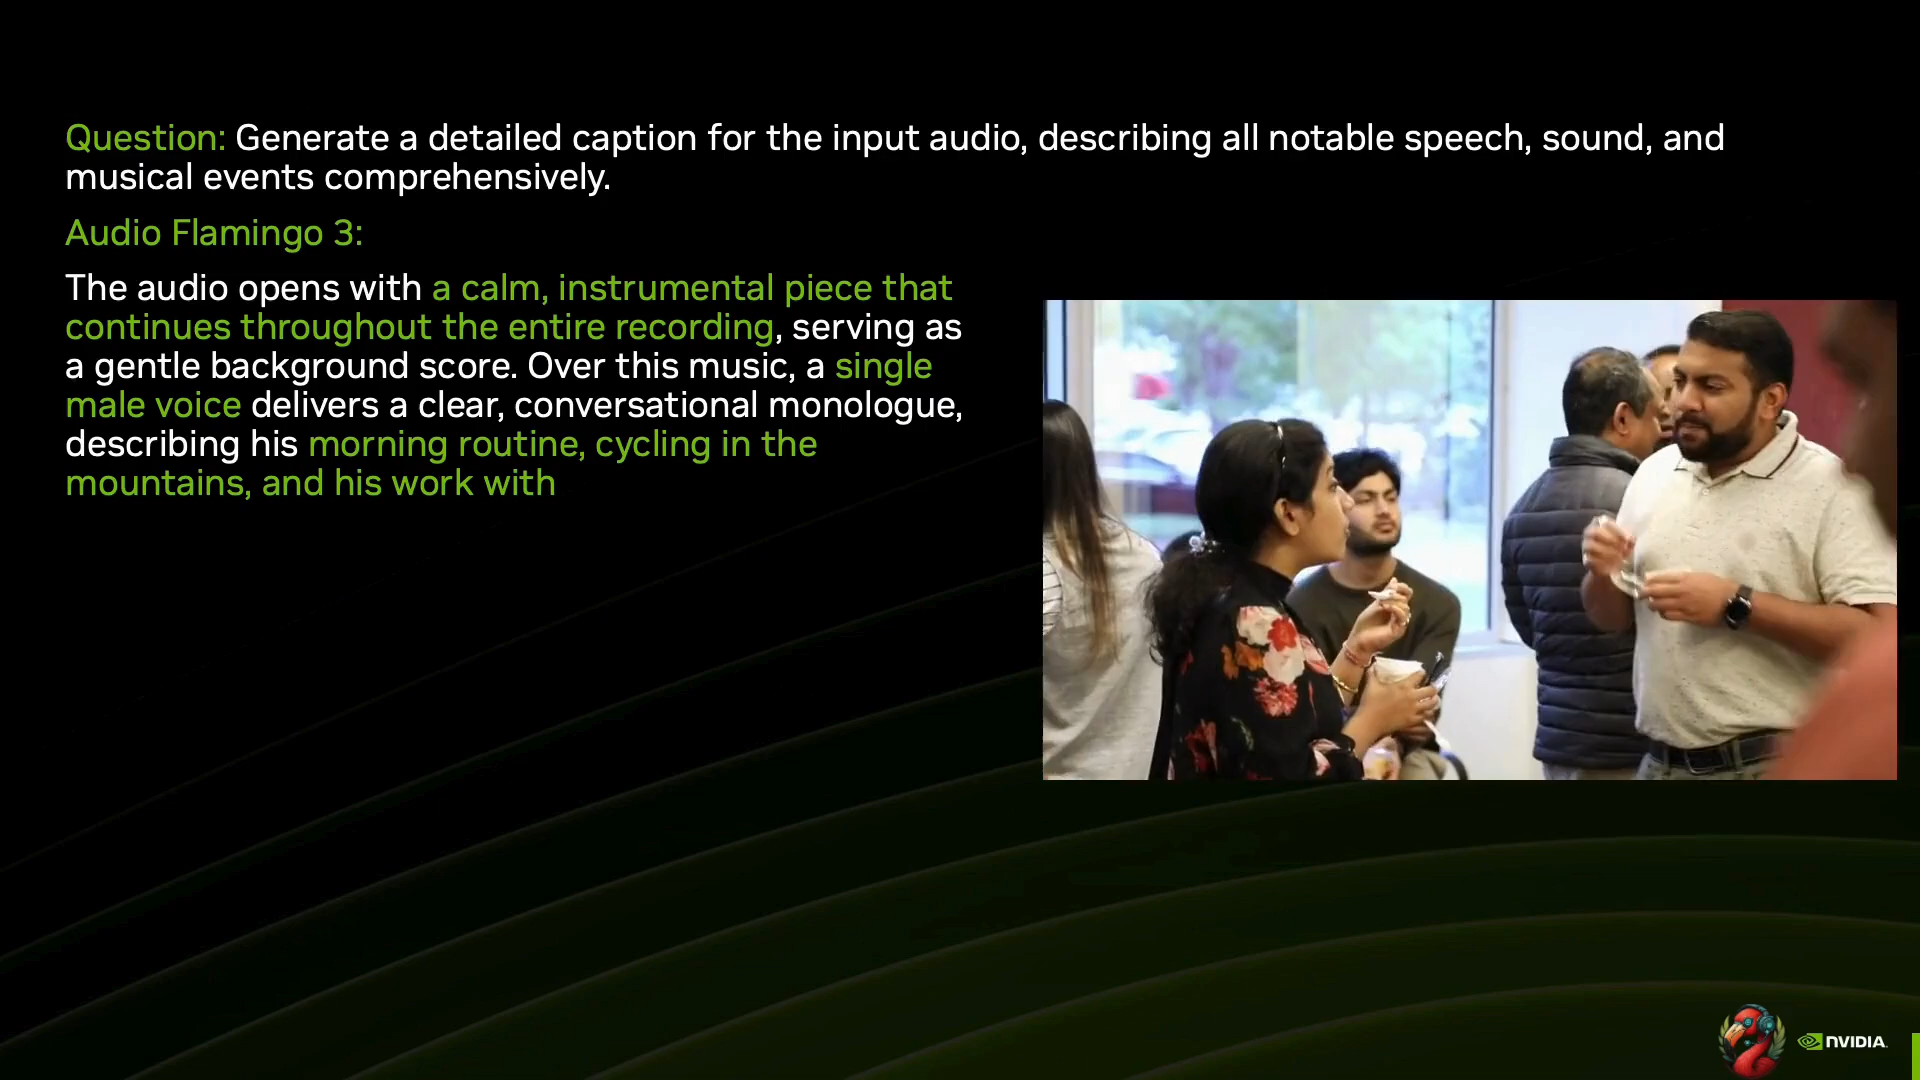 Question: Generate a detailed caption for the input audio, describing all notable speech, sound, and
musical events comprehensively.
Audio Flamingo 3:
The audio opens with a calm, instrumental piece that
continues throughout the entire recording, serving as
a gentle background score. Over this music, a single
male voice delivers a clear, conversational monologue,
describing his morning routine, cycling in the
mountains, and his work with
NVIDIA